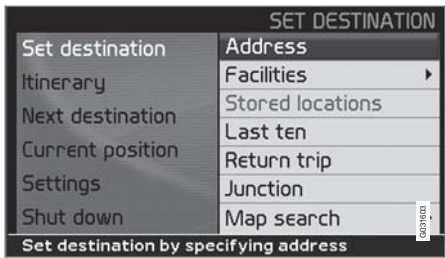 SET DESTINATION
Set destination
Itinerary
Next destination
Current position
Settings
Shut down
Address
Facilities
Stored locations
Last ten
Return trip
Junction
Map search
G031603
Set destination by specifying address